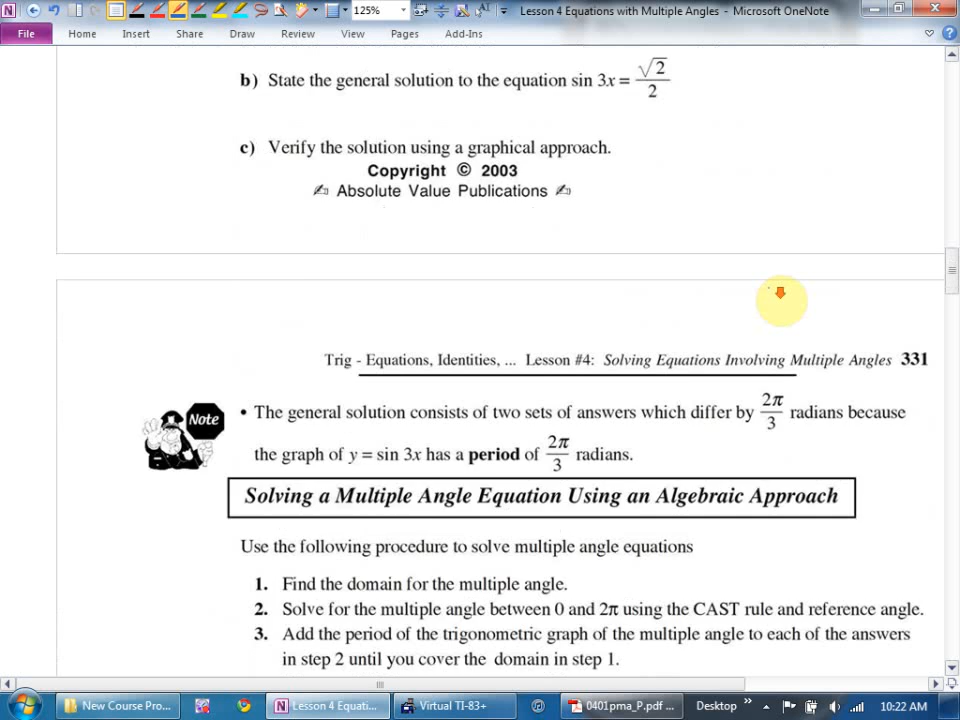 Lesson 4 Equations with Multiple Angles - Microsoft OneNote
125%
File Home Insert Share Draw Review View Pages Add-Ins
b) State the general solution to the equation sin 3x = √2/2
c) Verify the solution using a graphical approach.
Copyright © 2003
✍ Absolute Value Publications ✍
Trig - Equations, Identities, ... Lesson #4: Solving Equations Involving Multiple Angles 331
Note
• The general solution consists of two sets of answers which differ by 2π/3 radians because
the graph of y = sin 3x has a period of 2π/3 radians.
Solving a Multiple Angle Equation Using an Algebraic Approach
Use the following procedure to solve multiple angle equations
1. Find the domain for the multiple angle.
2. Solve for the multiple angle between 0 and 2π using the CAST rule and reference angle.
3. Add the period of the trigonometric graph of the multiple angle to each of the answers
in step 2 until you cover the domain in step 1.
New Course Pro... Lesson 4 Equati... Virtual TI-83+ 0401pma_P.pdf ... Desktop 10:22 AM